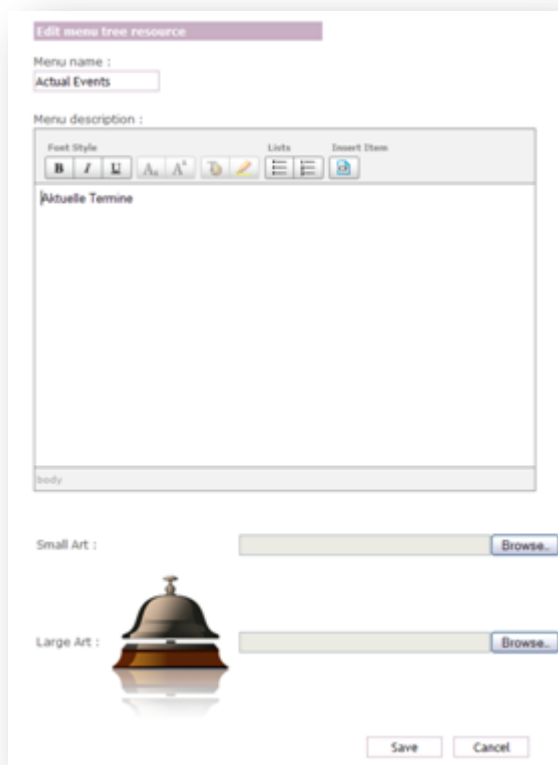 Edit menu tree resource
Menu name :
Actual Events
Menu description :
Font Style Lists Insert Item
B I U A A
Aktuelle Termine
body
Small Art : Browse..
Large Art : Browse..
Save Cancel